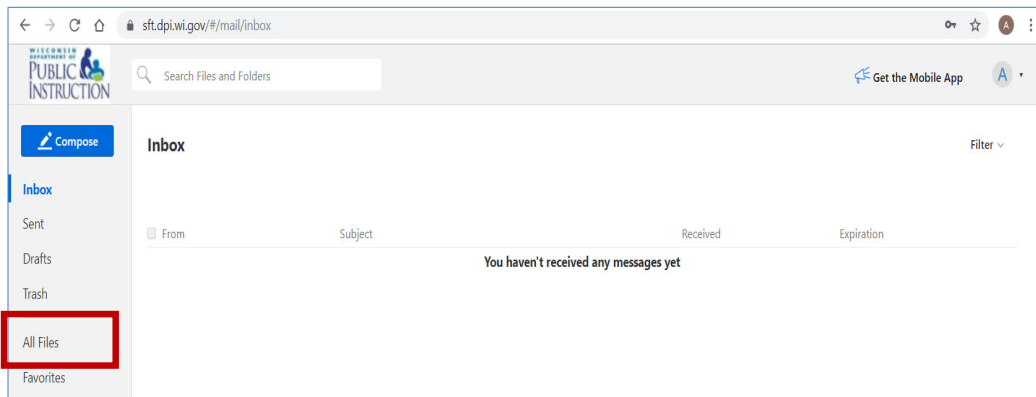 sft.dpi.wi.gov/#/mail/inbox
A
WISCONSIN
DEPARTMENT OF
PUBLIC
INSTRUCTION
Search Files and Folders
Get the Mobile App
A
Compose
Inbox
Filter
Inbox
Sent
From Subject Received Expiration
Drafts
You haven't received any messages yet
Trash
All Files
Favorites